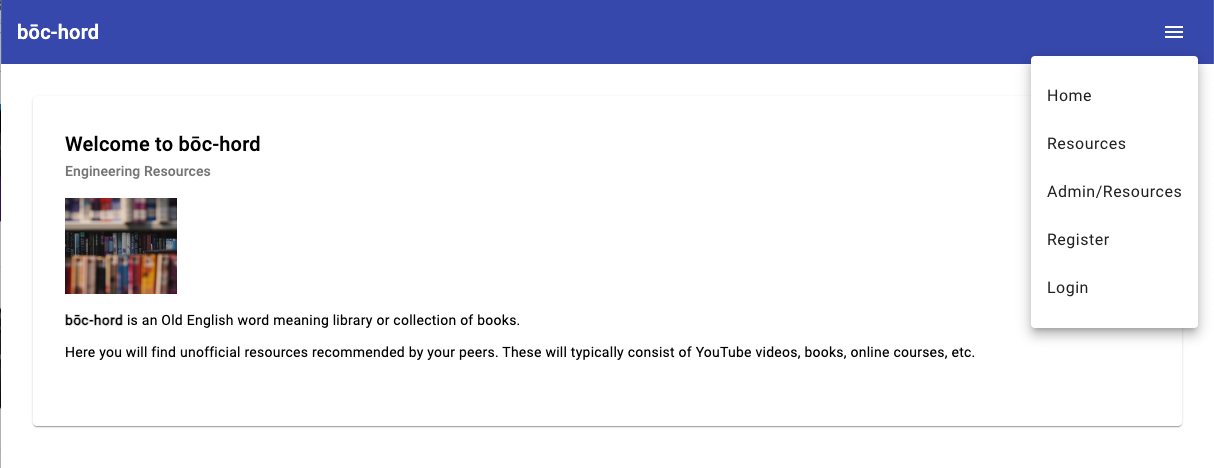 bōc-hord
Home
Resources
Admin/Resources
Register
Login
Welcome to bōc-hord
Engineering Resources
bōc-hord is an Old English word meaning library or collection of books.
Here you will find unofficial resources recommended by your peers. These will typically consist of YouTube videos, books, online courses, etc.